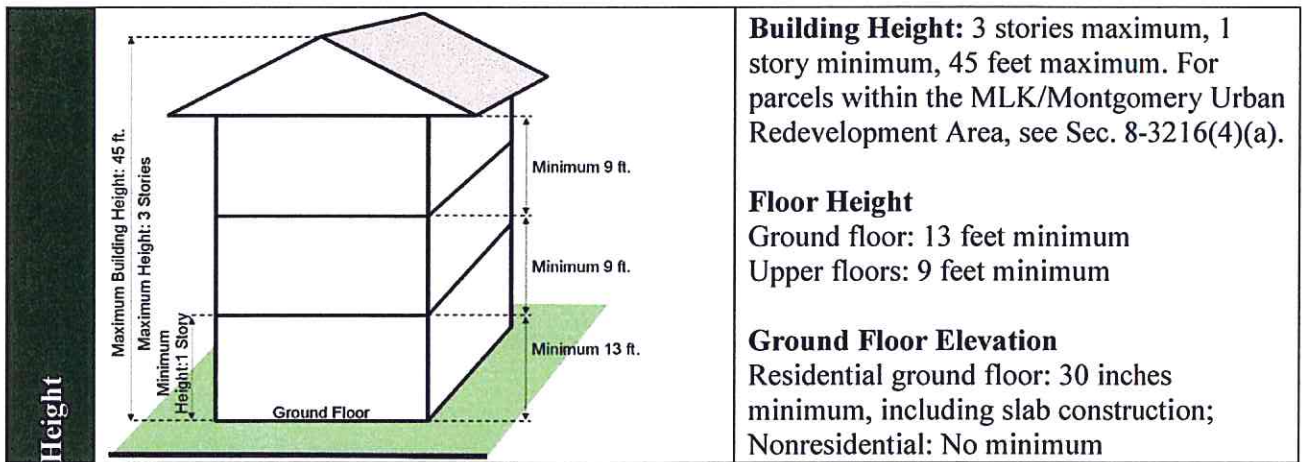 Height
Maximum Building Height: 45 ft.
Maximum Height: 3 Stories
Minimum
Height:1 Story
Minimum 9 ft.
Minimum 9 ft.
Minimum 13 ft.
Ground Floor
Building Height: 3 stories maximum, 1
story minimum, 45 feet maximum. For
parcels within the MLK/Montgomery Urban
Redevelopment Area, see Sec. 8-3216(4)(a).
Floor Height
Ground floor: 13 feet minimum
Upper floors: 9 feet minimum
Ground Floor Elevation
Residential ground floor: 30 inches
minimum, including slab construction;
Nonresidential: No minimum